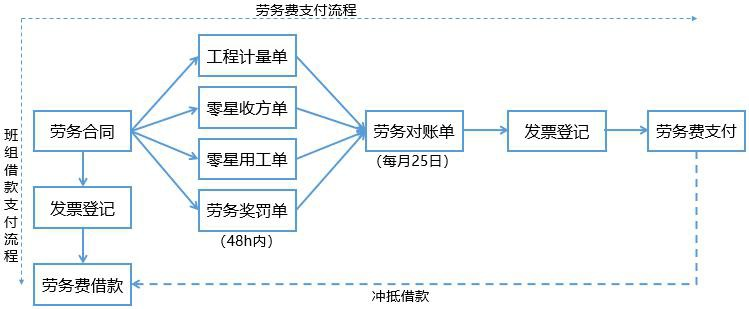 劳务费支付流程
班组借款支付流程
工程计量单
零星收方单
劳务合同
劳务对账单
发票登记
劳务费支付
零星用工单
(每月25日)
发票登记
劳务奖罚单
(48h内)
劳务费借款
冲抵借款